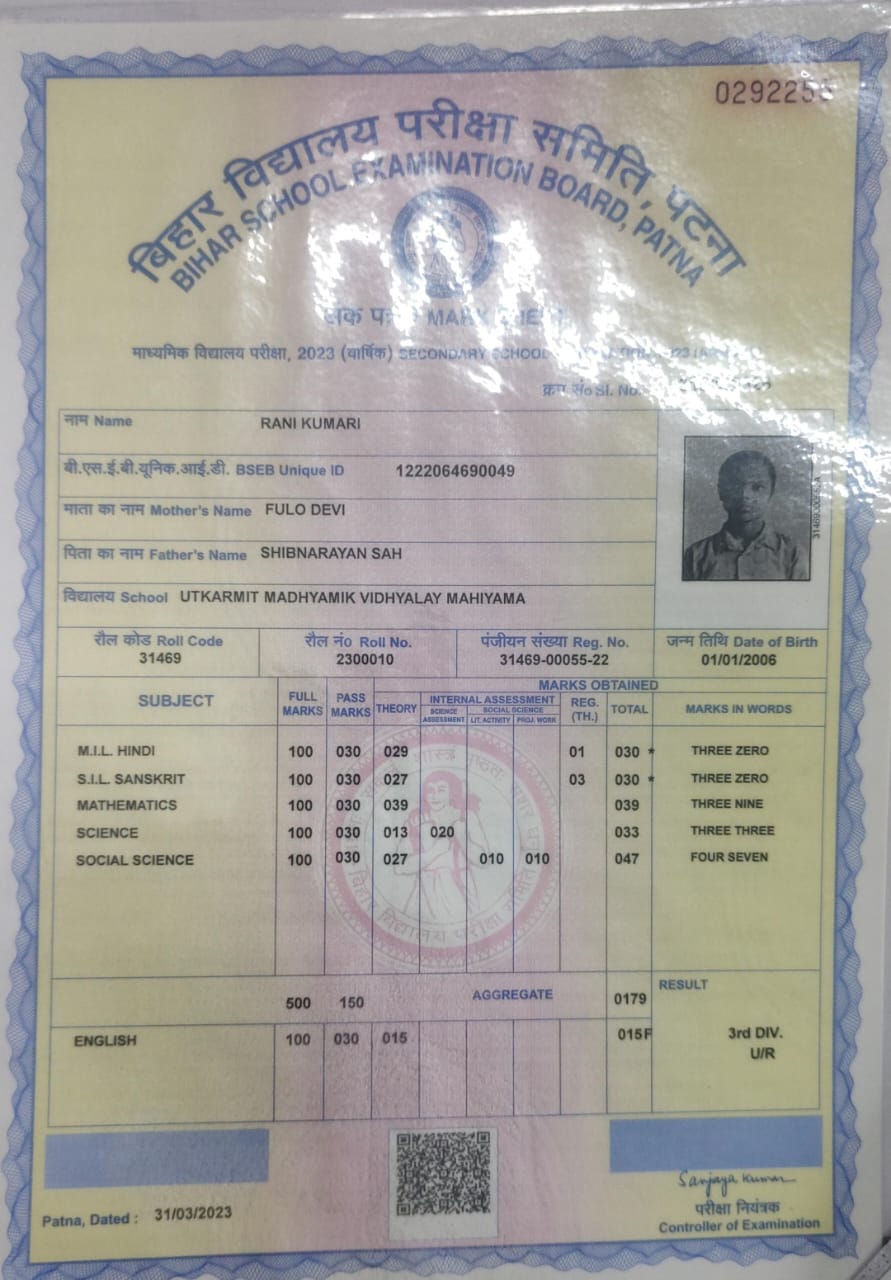 बिहार विद्यालय परीक्षा समिति, पटना
BIHAR SCHOOL EXAMINATION BOARD, PATNA
माध्यमिक विद्यालय परीक्षा, 2023 (वार्षिक) SECONDARY SCHOOL
क्रम सं० Sl. No.
नाम Name RANI KUMARI
बी.एस.ई.बी.यूनिक.आई.डी. BSEB Unique ID 1222064690049
माता का नाम Mother's Name FULO DEVI
पिता का नाम Father's Name SHIBNARAYAN SAH
विद्यालय School UTKARMIT MADHYAMIK VIDHYALAY MAHIYAMA
रौल कोड Roll Code रौल नं० Roll No. पंजीयन संख्या Reg. No. जन्म तिथि Date of Birth
31469 2300010 31469-00055-22 01/01/2006
MARKS OBTAINED
SUBJECT FULL MARKS PASS MARKS THEORY INTERNAL ASSESSMENT REG. (TH.) TOTAL MARKS IN WORDS
SCIENCE ASSESSMENT SOCIAL SCIENCE LIT. ACTIVITY PROJ. WORK
M.I.L. HINDI 100 030 029 01 030 * THREE ZERO
S.I.L. SANSKRIT 100 030 027 03 030 * THREE ZERO
MATHEMATICS 100 030 039 039 THREE NINE
SCIENCE 100 030 013 020 033 THREE THREE
SOCIAL SCIENCE 100 030 027 010 010 047 FOUR SEVEN
बिहार विद्यालय परीक्षा समिति
500 150 AGGREGATE 0179 RESULT
ENGLISH 100 030 015 015F 3rd DIV.
U/R
Sanjaya Kumar
परीक्षा नियंत्रक
Patna, Dated : 31/03/2023 Controller of Examination